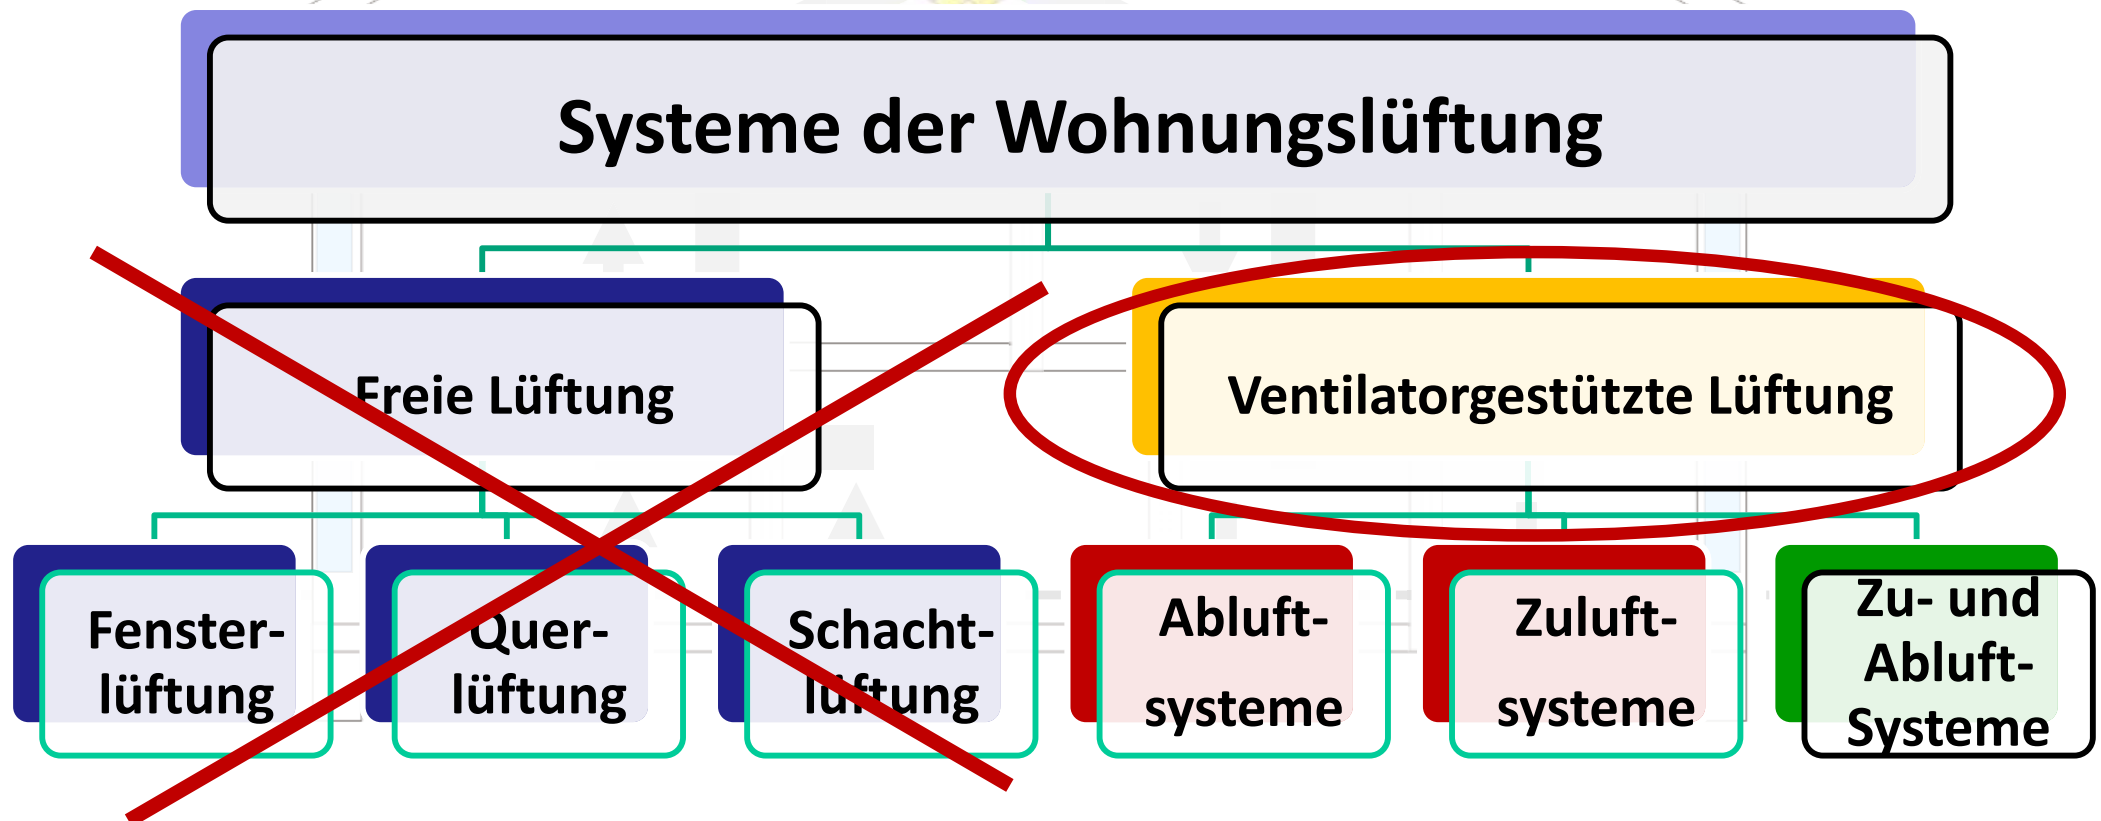 Systeme der Wohnungslüftung
Freie Lüftung
Ventilatorgestützte Lüftung
Fenster-
lüftung
Quer-
lüftung
Schacht-
lüftung
Abluft-
systeme
Zuluft-
systeme
Zu- und
Abluft-
Systeme